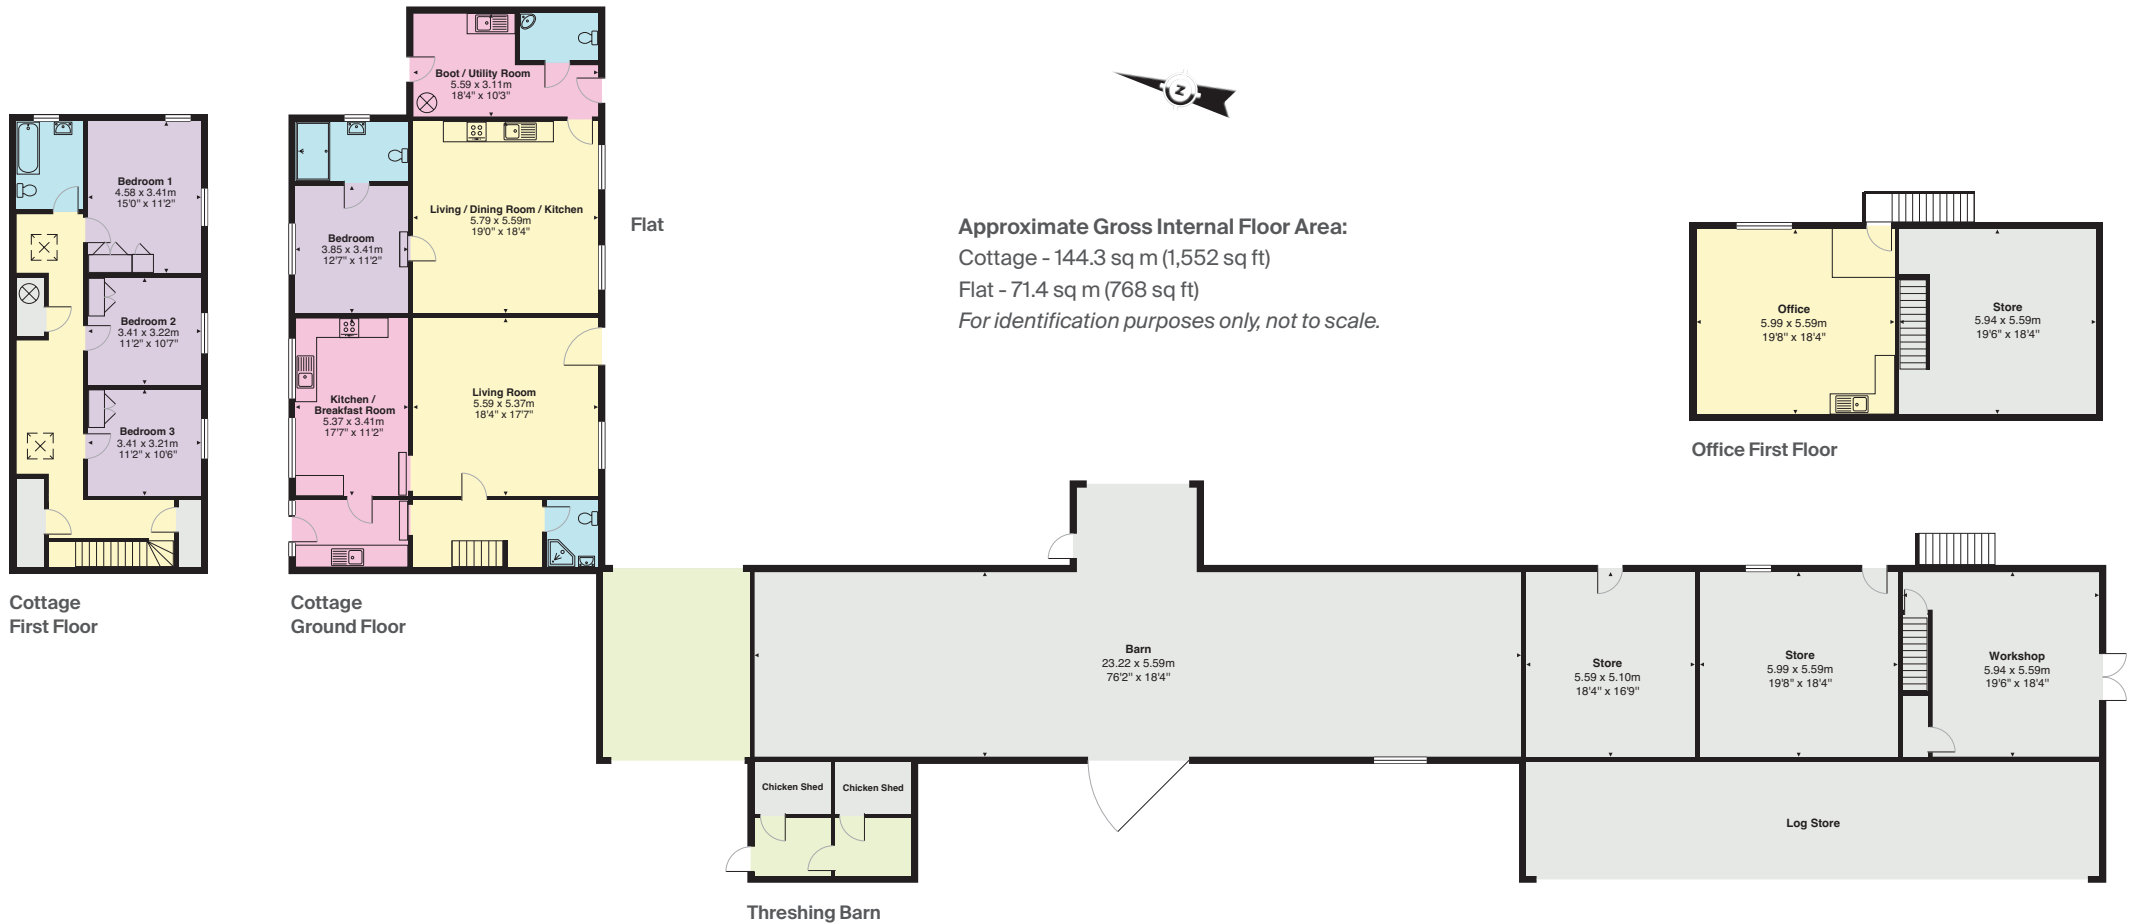 Boot / Utility Room
5.59 x 3.11m
18'4" x 10'3"
Bedroom 1
4.58 x 3.41m
15'0" x 11'2"
Bedroom 2
3.41 x 3.22m
11'2" x 10'7"
Bedroom 3
3.41 x 3.21m
11'2" x 10'6"
Cottage
First Floor
Living / Dining Room / Kitchen
5.79 x 5.59m
19'0" x 18'4"
Bedroom
3.85 x 3.41m
12'7" x 11'2"
Flat
Kitchen /
Breakfast Room
5.37 x 3.41m
17'7" x 11'2"
Living Room
5.59 x 5.37m
18'4" x 17'7"
Cottage
Ground Floor
Z
Approximate Gross Internal Floor Area:
Cottage - 144.3 sq m (1,552 sq ft)
Flat - 71.4 sq m (768 sq ft)
For identification purposes only, not to scale.
Office
5.99 x 5.59m
19'8" x 18'4"
Store
5.94 x 5.59m
19'6" x 18'4"
Office First Floor
Barn
23.22 x 5.59m
76'2" x 18'4"
Store
5.59 x 5.10m
18'4" x 16'9"
Store
5.99 x 5.59m
19'8" x 18'4"
Workshop
5.94 x 5.59m
19'6" x 18'4"
Chicken Shed
Chicken Shed
Log Store
Threshing Barn